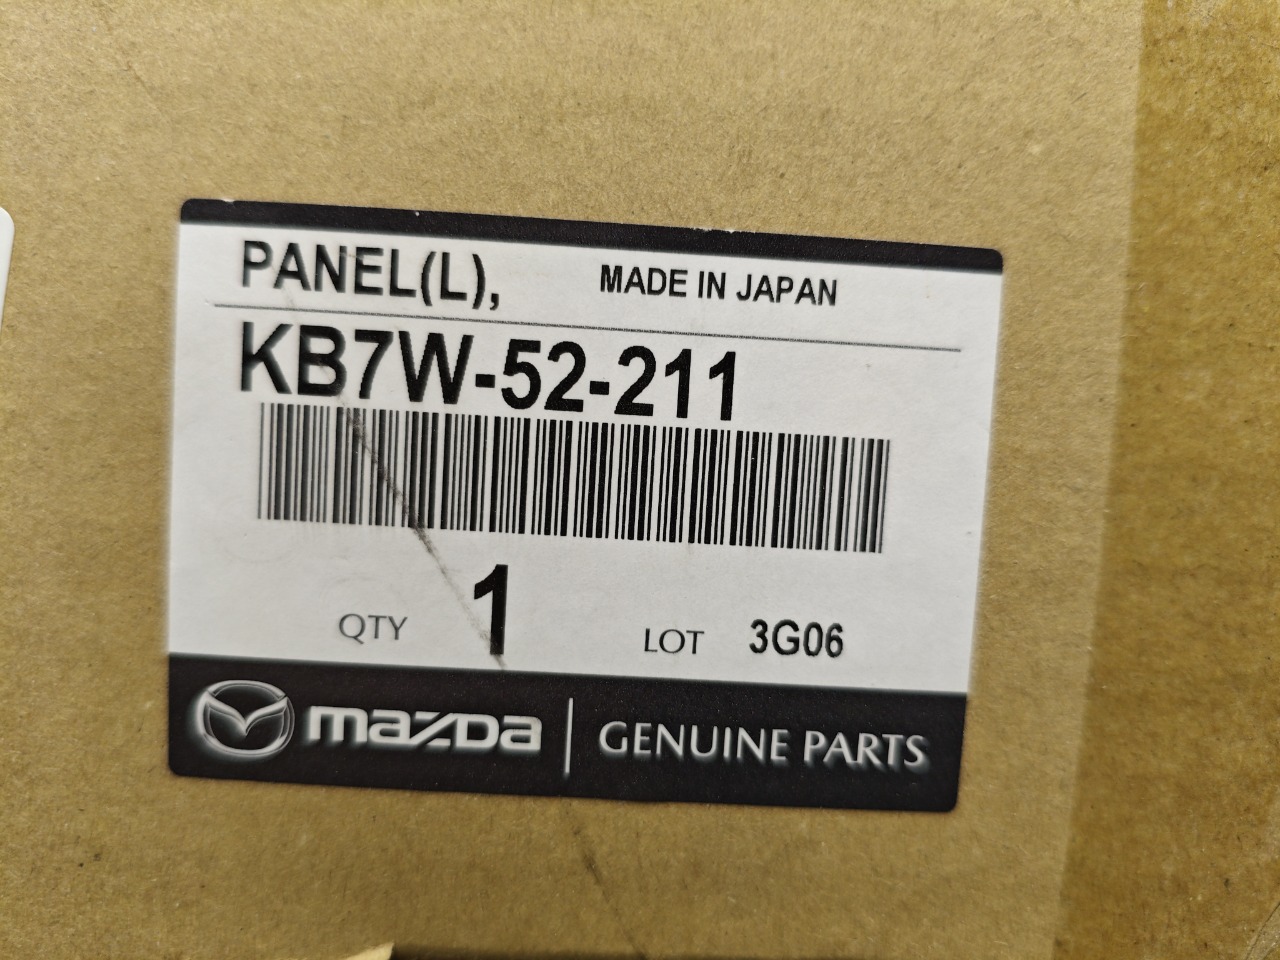 PANEL(L), MADE IN JAPAN
KB7W-52-211
QTY 1 LOT 3G06
mazda | GENUINE PARTS